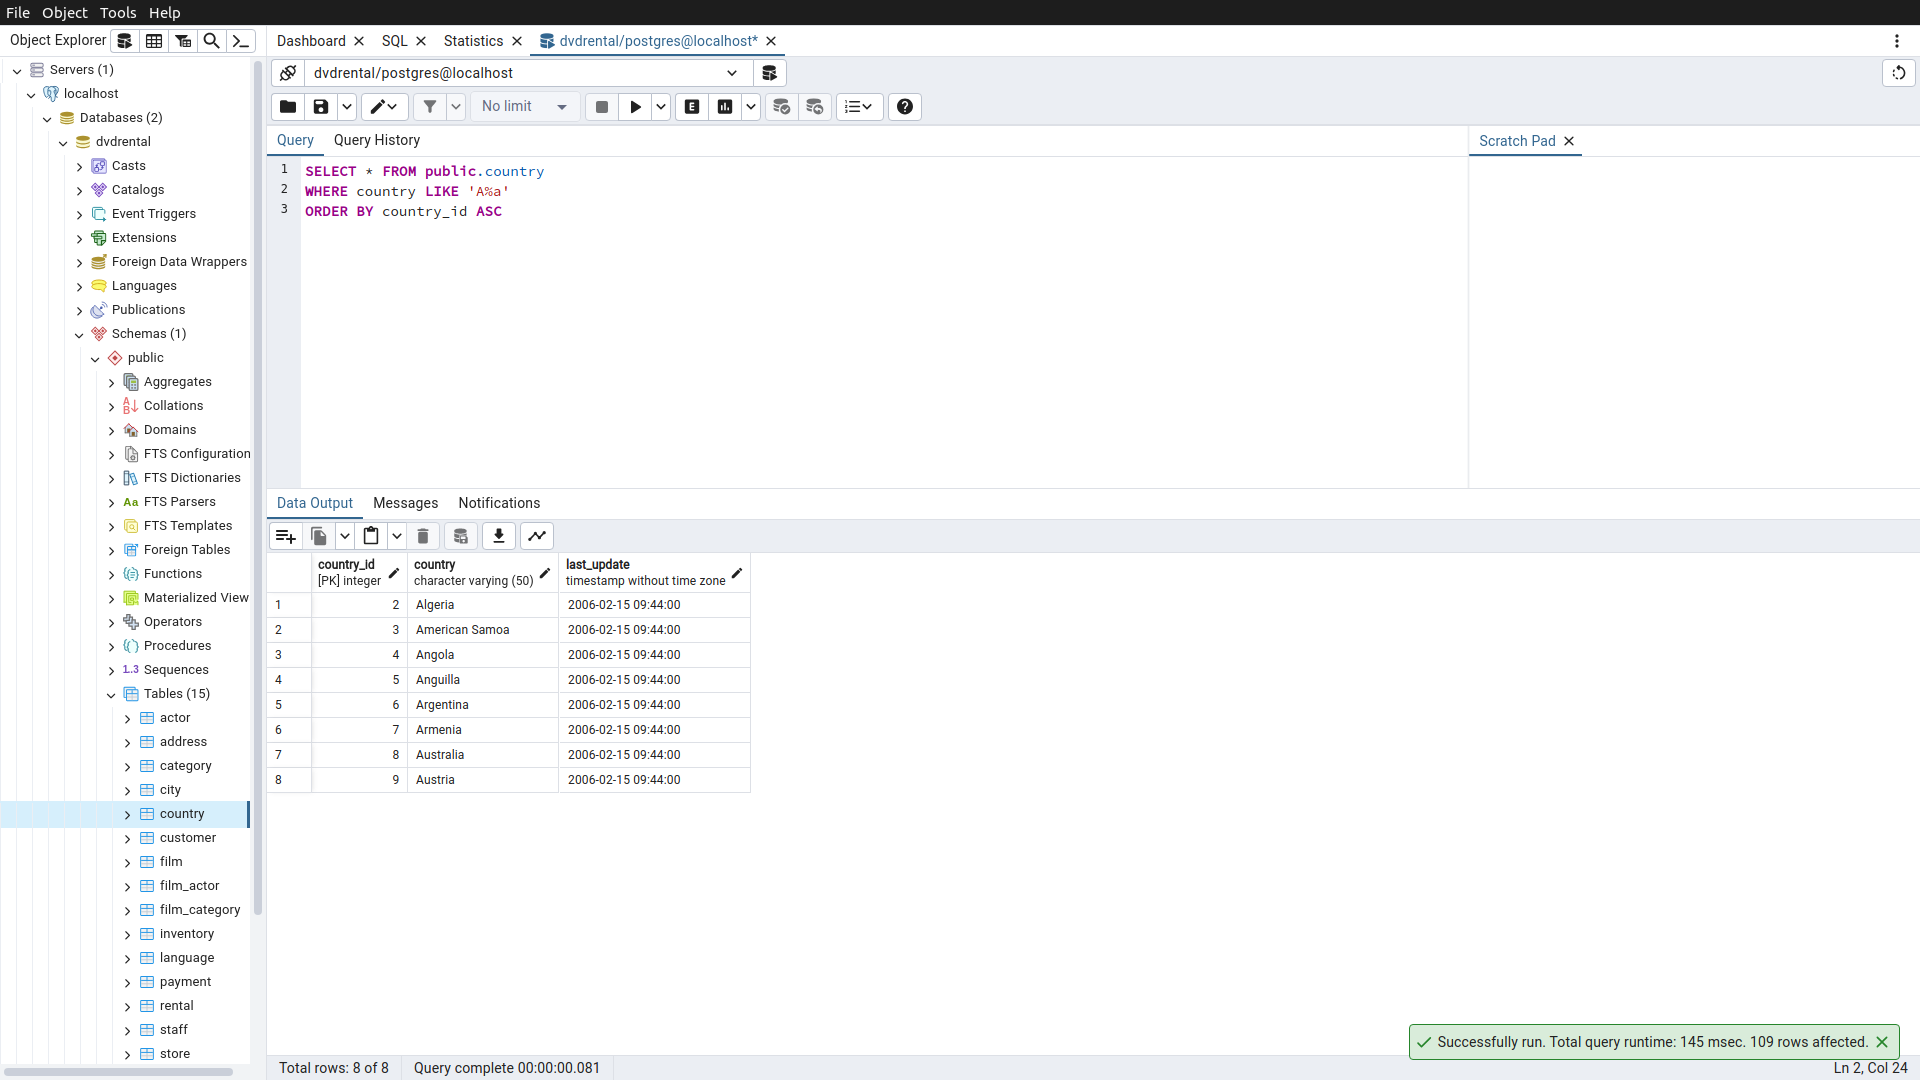 File Object Tools Help
Object Explorer
Dashboard SQL Statistics dvdrental/postgres@localhost*
dvdrental/postgres@localhost
No limit
Servers (1)
localhost
Databases (2)
dvdrental
Casts
Catalogs
Event Triggers
Extensions
Foreign Data Wrappers
Languages
Publications
Schemas (1)
public
Aggregates
Collations
Domains
FTS Configuration
FTS Dictionaries
FTS Parsers
FTS Templates
Foreign Tables
Functions
Materialized View
Operators
Procedures
1..3 Sequences
Tables (15)
actor
address
category
city
country
customer
film
film_actor
film_category
inventory
language
payment
rental
staff
store
Query Query History
Scratch Pad
1 SELECT * FROM public.country
2 WHERE country LIKE 'A%a'
3 ORDER BY country_id ASC
Data Output Messages Notifications
country_id country last_update
[PK] integer character varying (50) timestamp without time zone
1 2 Algeria 2006-02-15 09:44:00
2 3 American Samoa 2006-02-15 09:44:00
3 4 Angola 2006-02-15 09:44:00
4 5 Anguilla 2006-02-15 09:44:00
5 6 Argentina 2006-02-15 09:44:00
6 7 Armenia 2006-02-15 09:44:00
7 8 Australia 2006-02-15 09:44:00
8 9 Austria 2006-02-15 09:44:00
Successfully run. Total query runtime: 145 msec. 109 rows affected.
Total rows: 8 of 8 Query complete 00:00:00.081 Ln 2, Col 24